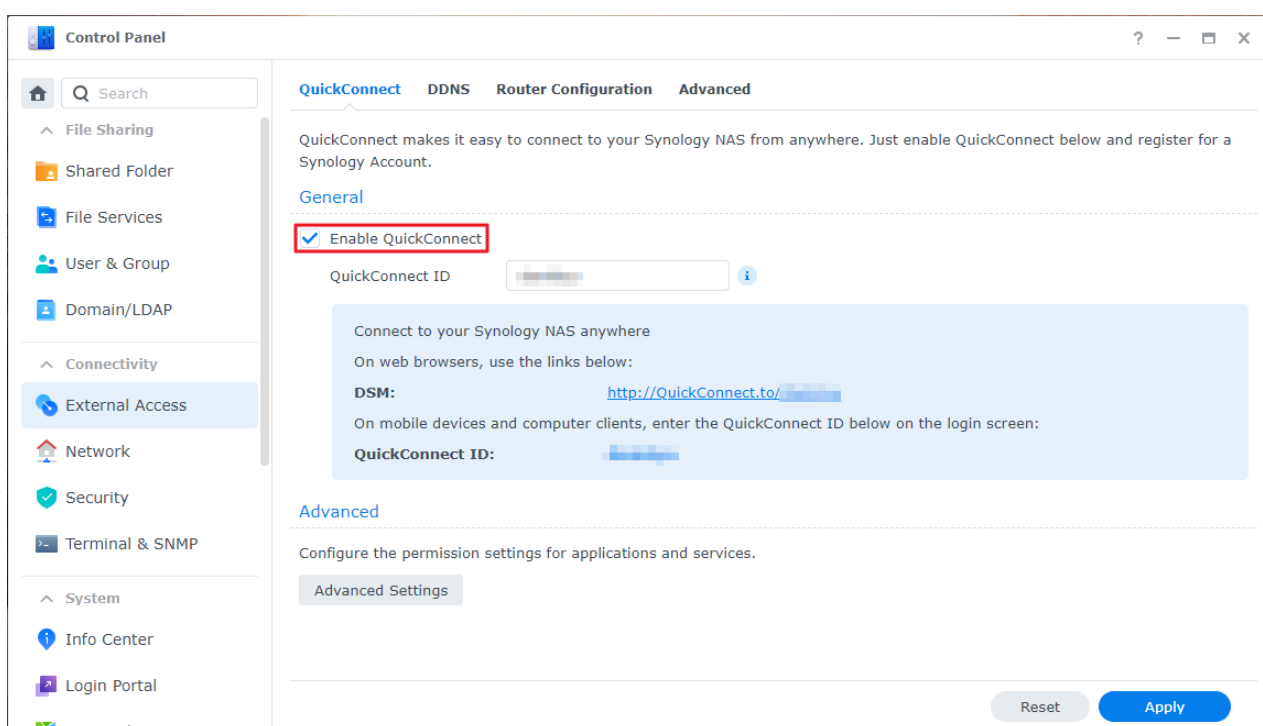 Control Panel
?
Search
File Sharing
Shared Folder
File Services
User & Group
Domain/LDAP
Connectivity
External Access
Network
Security
Terminal & SNMP
System
Info Center
Login Portal
QuickConnect DDNS Router Configuration Advanced
QuickConnect makes it easy to connect to your Synology NAS from anywhere. Just enable QuickConnect below and register for a
Synology Account.
General
Enable QuickConnect
QuickConnect ID
Connect to your Synology NAS anywhere
On web browsers, use the links below:
DSM: http://QuickConnect.to/
On mobile devices and computer clients, enter the QuickConnect ID below on the login screen:
QuickConnect ID:
Advanced
Configure the permission settings for applications and services.
Advanced Settings
Reset Apply